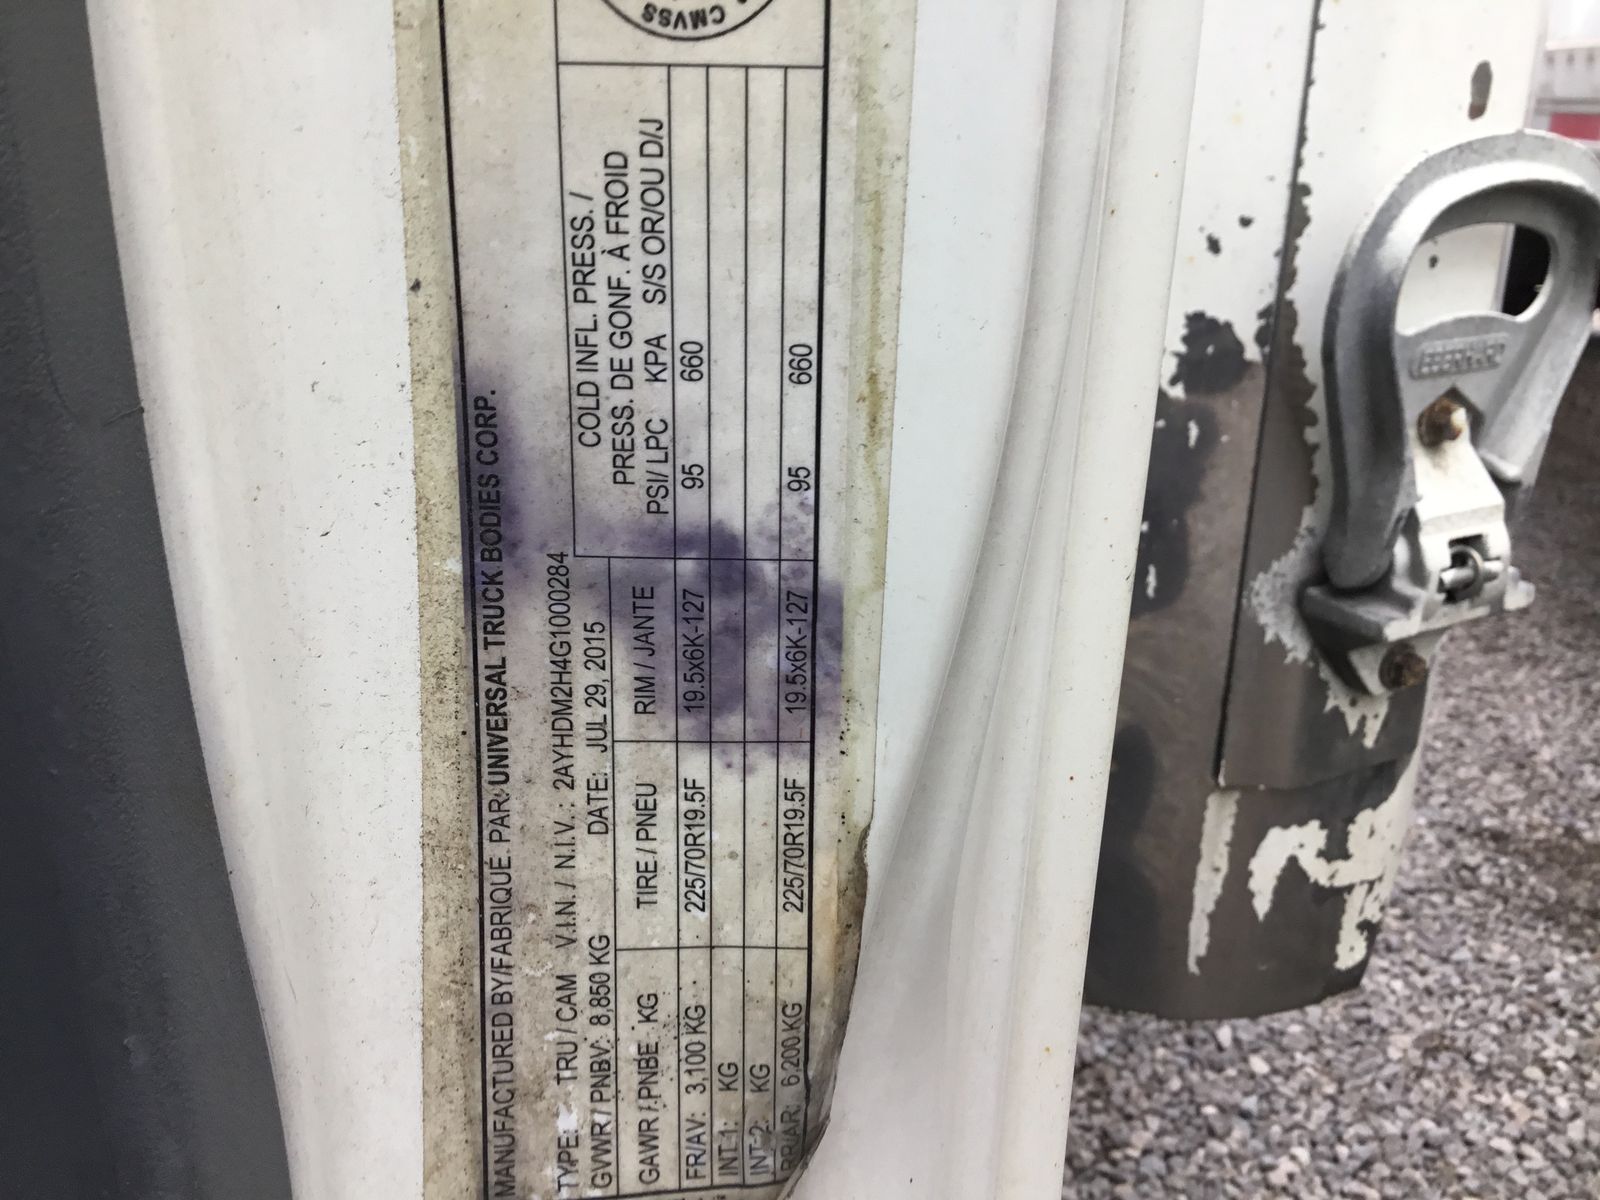 MANUFACTURED BY/FABRIQUÉ PAR: UNIVERSAL TRUCK BODIES CORP.
TYPE: TRU / CAM V.I.N. / N.I.V. : 2AYHDM2H4G1000284
GVWR / PNBV: 8,850 KG DATE: JUL 29, 2015
COLD INFL. PRESS. /
PRESS. DE GONF. À FROID
GAWR / PNBE KG TIRE / PNEU RIM / JANTE PSI/ LPC KPA S/S OR/OU D/J
FR/AV: 3,100 KG 225/70R19.5F 19.5x6K-127 95 660
INT-1: KG
INT-2: KG
RR/AR: 6,200 KG 225/70R19.5F 19.5x6K-127 95 660
CMVSS